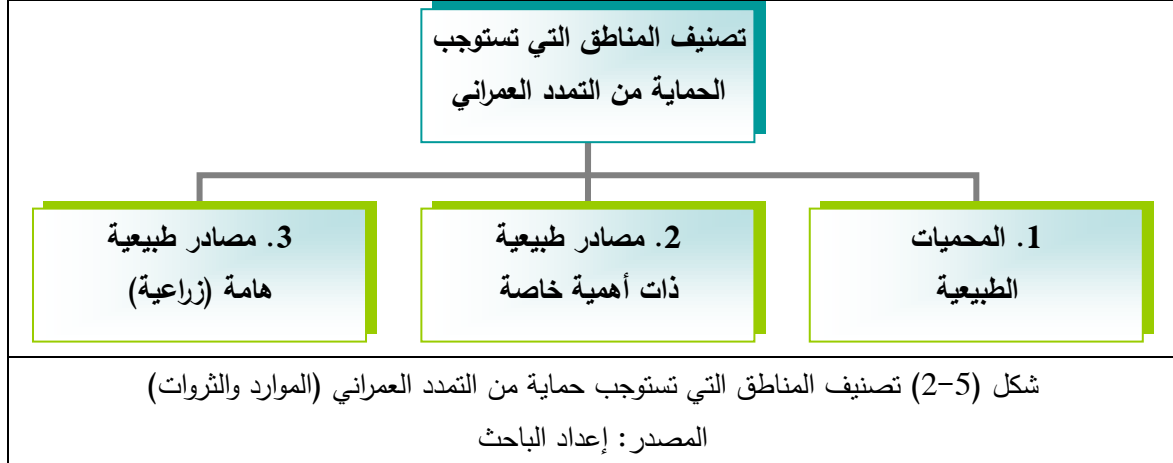 تصنيف المناطق التي تستوجب
الحماية من التمدد العمراني
1. المحميات
الطبيعية
2. مصادر طبيعية
ذات أهمية خاصة
3. مصادر طبيعية
هامة (زراعية)
شكل (5-2) تصنيف المناطق التي تستوجب حماية من التمدد العمراني (الموارد والثروات)
المصدر: إعداد الباحث